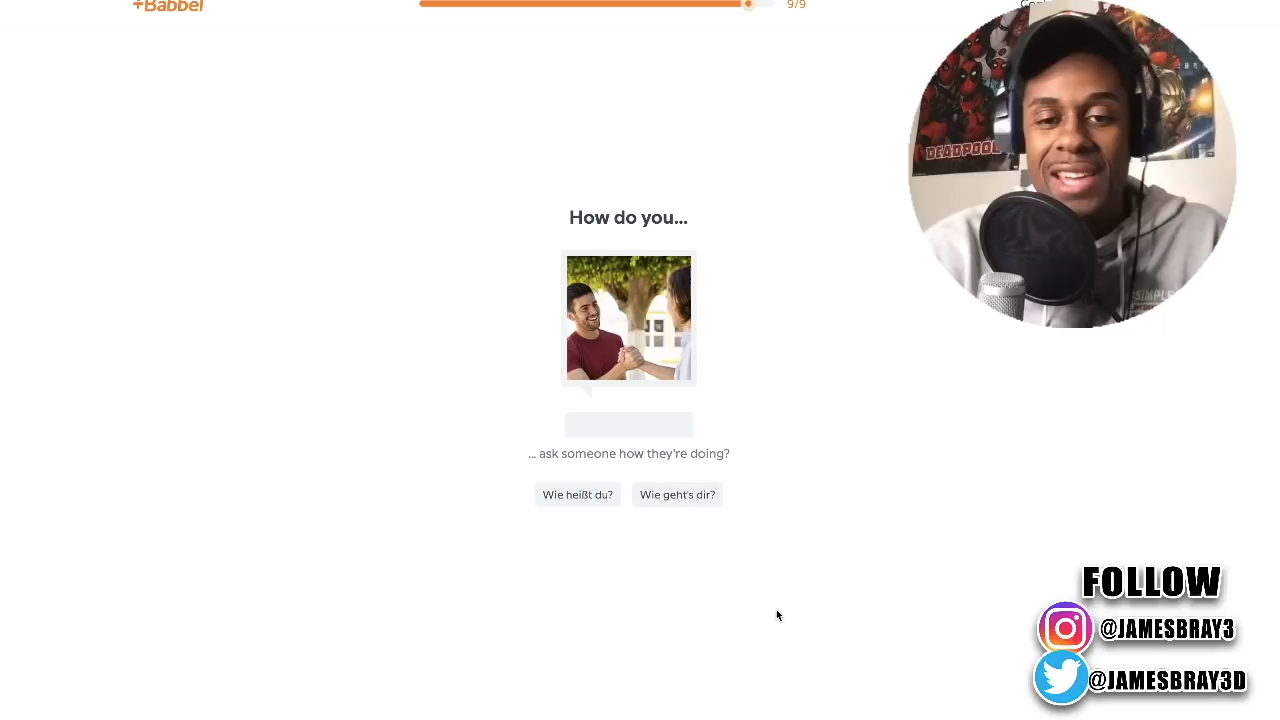 +Babbel
9/9
DEADPOOL
How do you...
... ask someone how they're doing?
Wie heißt du?
Wie geht's dir?
SIMPLE
FOLLOW
@JAMESBRAY3
@JAMESBRAY3D